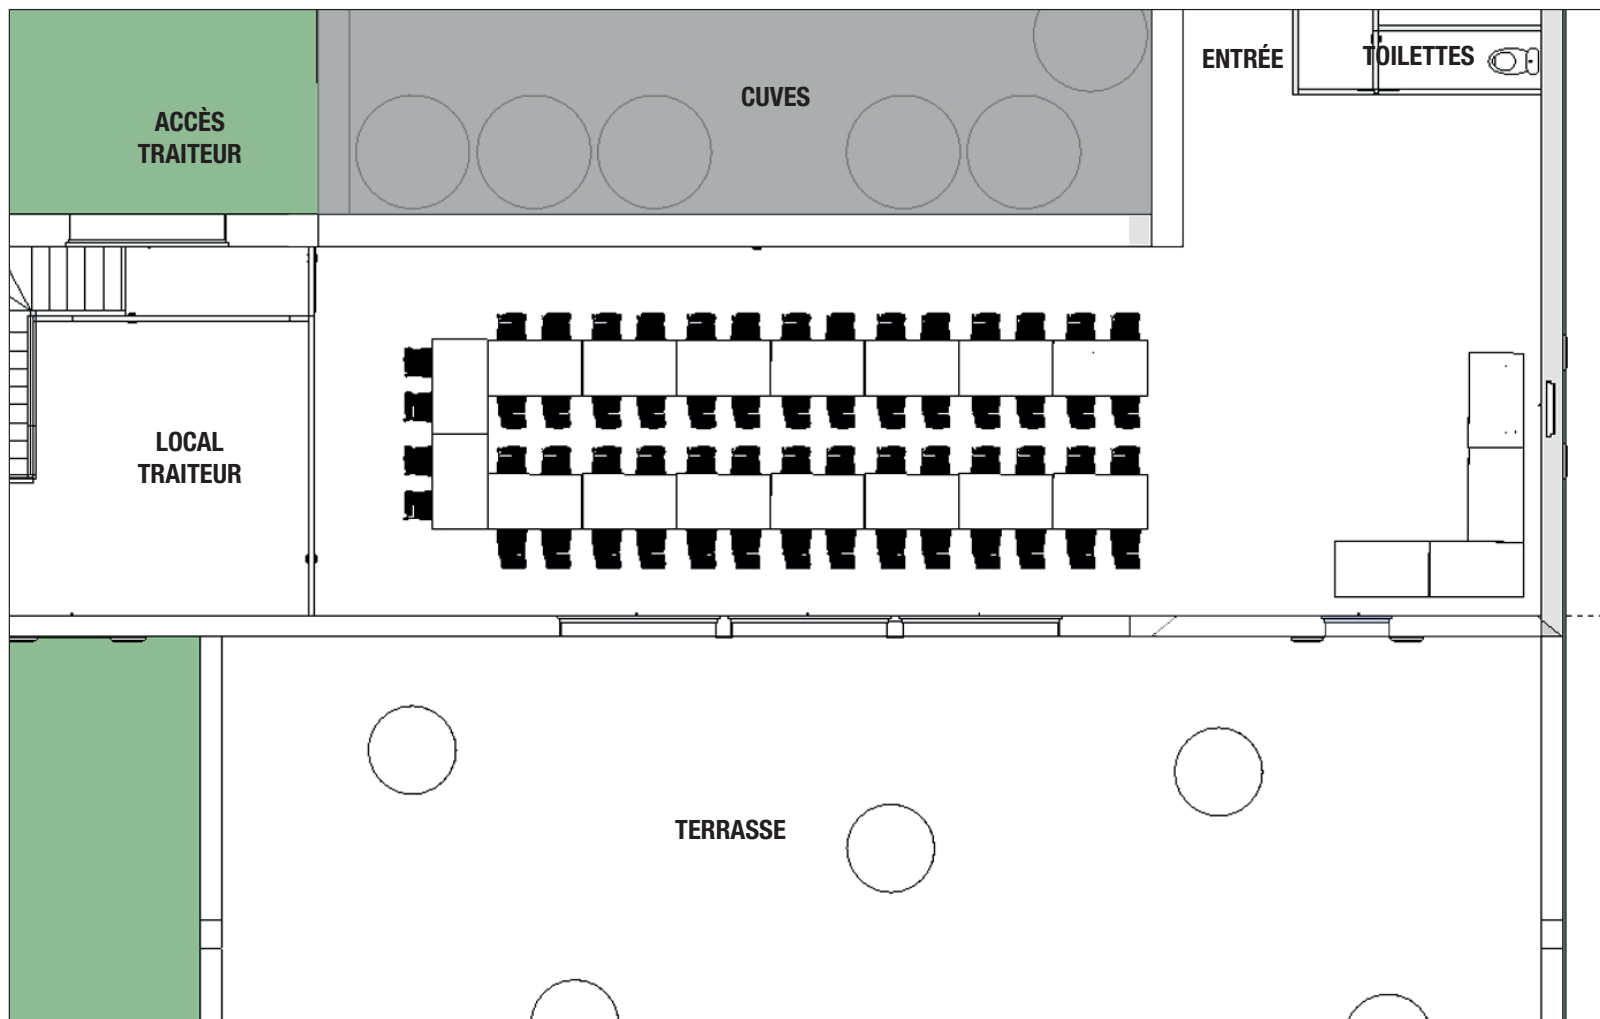 ENTRÉE
TOILETTES
CUVES
ACCÈS
TRAITEUR
LOCAL
TRAITEUR
TERRASSE